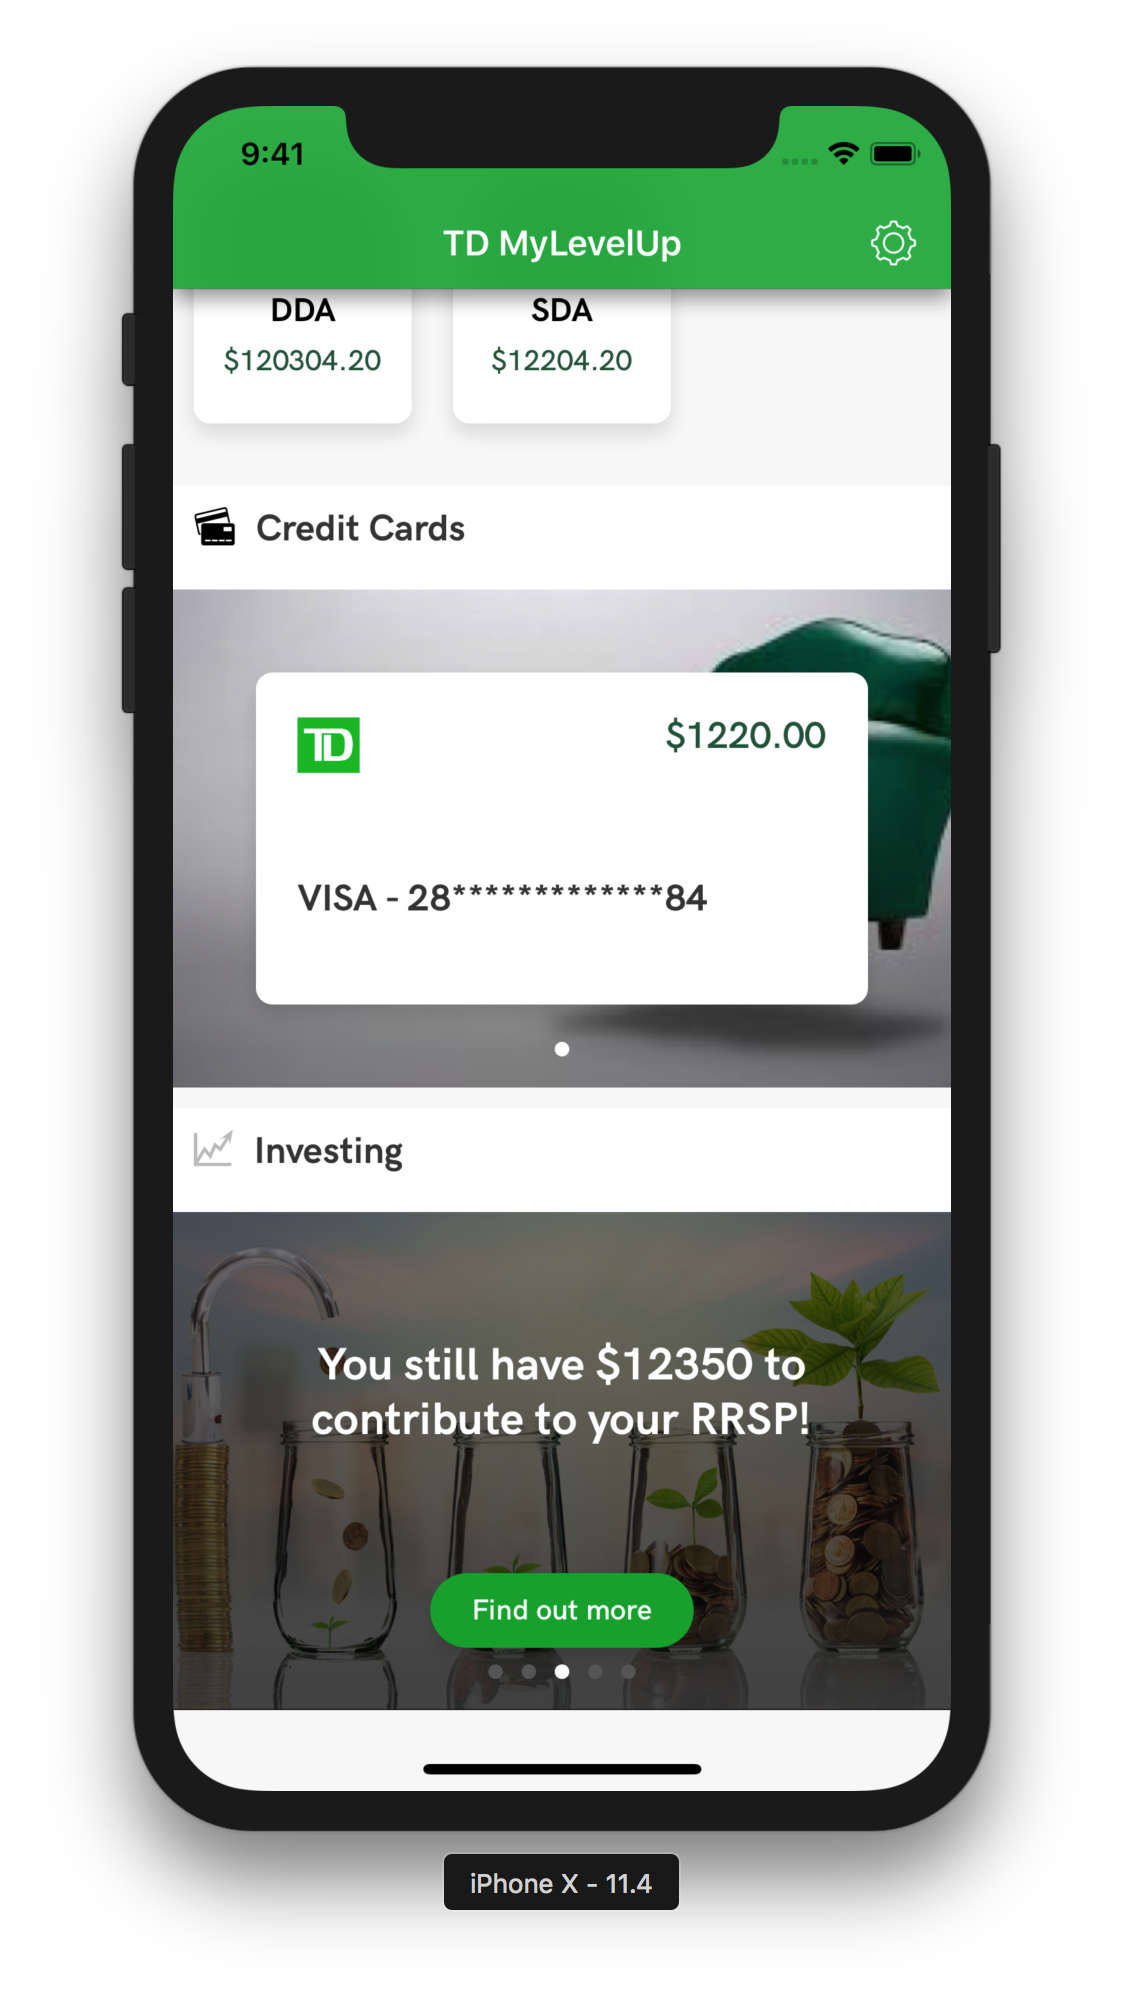 9:41
TD MyLevelUp
DDA
SDA
$120304.20
$12204.20
Credit Cards
TD
$1220.00
VISA - 28*************84
Investing
You still have $12350 to
contribute to your RRSP!
Find out more
iPhone X - 11.4